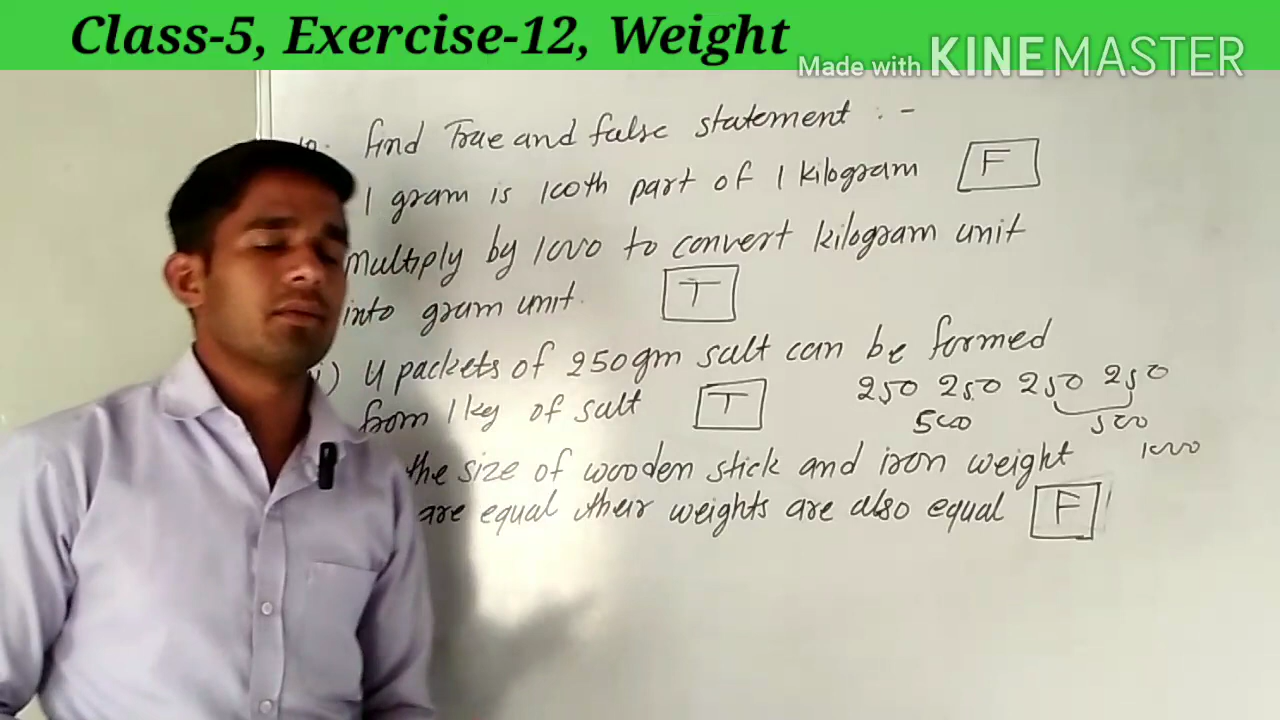 Class-5, Exercise-12, Weight
Made with KINEMASTER
find True and false statement :-
1 gram is 100th part of 1 kilogram F
Multiply by 1000 to convert kilogram unit
into gram unit. T
4 packets of 250gm salt can be formed
from 1kg of salt T
250 250 250 250
500 500
1000
the size of wooden stick and iron weight
are equal their weights are also equal F